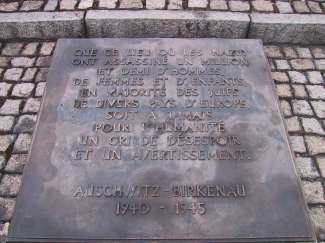 QUE CE LIEU OÙ LES NAZIS
ONT ASSASSINÉ UN MILLION
ET DEMI D'HOMMES,
DE FEMMES ET D'ENFANTS,
EN MAJORITÉ DES JUIFS
DE DIVERS PAYS D'EUROPE,
SOIT À JAMAIS
POUR L'HUMANITÉ
UN CRI DE DÉSESPOIR
ET UN AVERTISSEMENT.
AUSCHWITZ - BIRKENAU
1940 - 1945